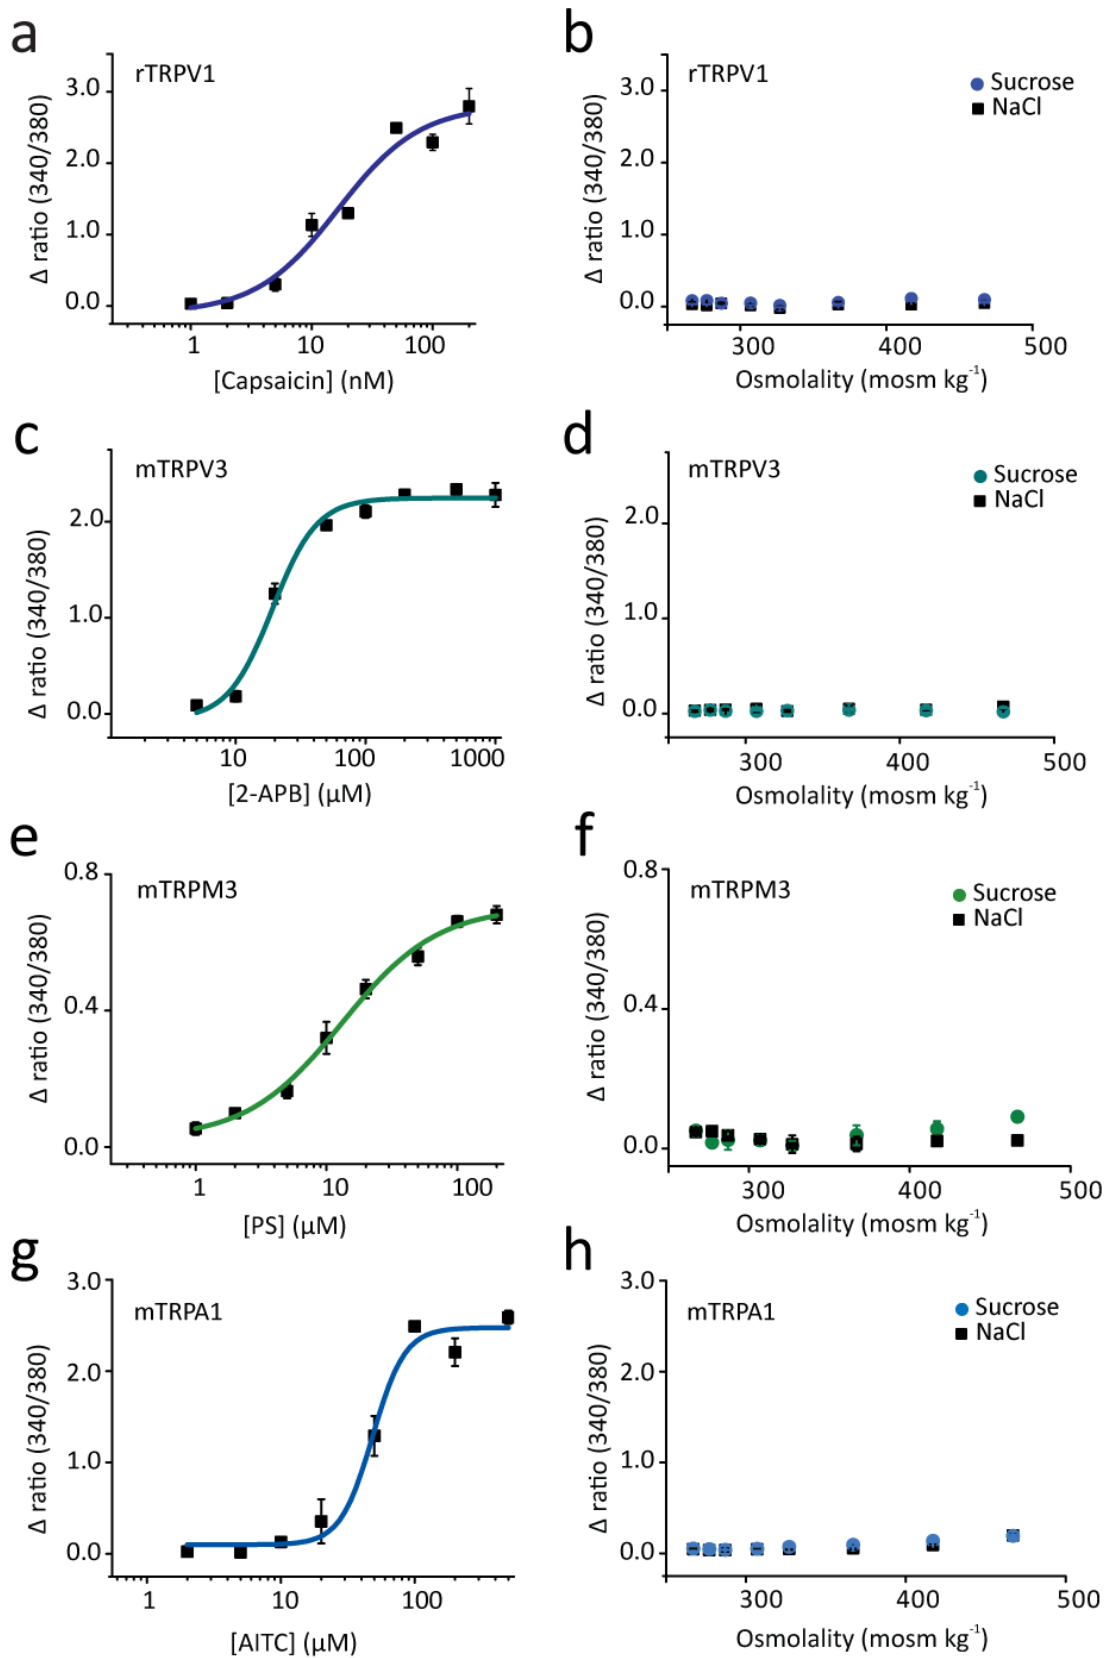 a
rTRPV1
3.0
2.0
1.0
0.0
Δ ratio (340/380)
1 10 100
[Capsaicin] (nM)
b
rTRPV1
Sucrose
NaCl
3.0
2.0
1.0
0.0
Δ ratio (340/380)
300 400 500
Osmolality (mosm kg⁻¹)
c
mTRPV3
2.0
1.0
0.0
Δ ratio (340/380)
10 100 1000
[2-APB] (µM)
d
mTRPV3
Sucrose
NaCl
2.0
1.0
0.0
Δ ratio (340/380)
300 400 500
Osmolality (mosm kg⁻¹)
e
mTRPM3
0.8
0.4
0.0
Δ ratio (340/380)
1 10 100
[PS] (µM)
f
mTRPM3
Sucrose
NaCl
0.8
0.4
0.0
Δ ratio (340/380)
300 400 500
Osmolality (mosm kg⁻¹)
g
mTRPA1
3.0
2.0
1.0
0.0
Δ ratio (340/380)
1 10 100
[AITC] (µM)
h
mTRPA1
Sucrose
NaCl
3.0
2.0
1.0
0.0
Δ ratio (340/380)
300 400 500
Osmolality (mosm kg⁻¹)